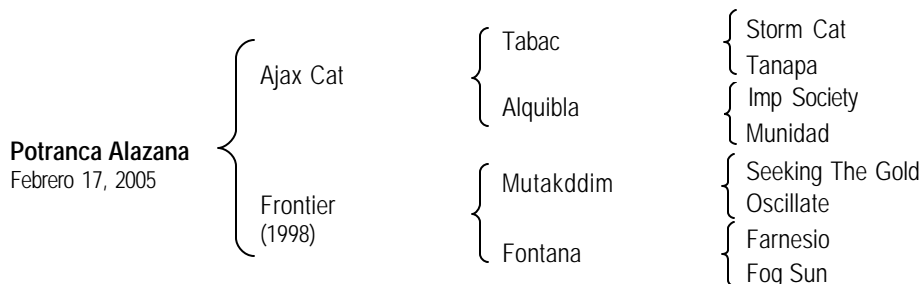 Potranca Alazana
Febrero 17, 2005
Ajax Cat
Frontier
(1998)
Tabac
Alquibla
Mutakddim
Fontana
Storm Cat
Tanapa
Imp Society
Munidad
Seeking The Gold
Oscillate
Farnesio
Fog Sun